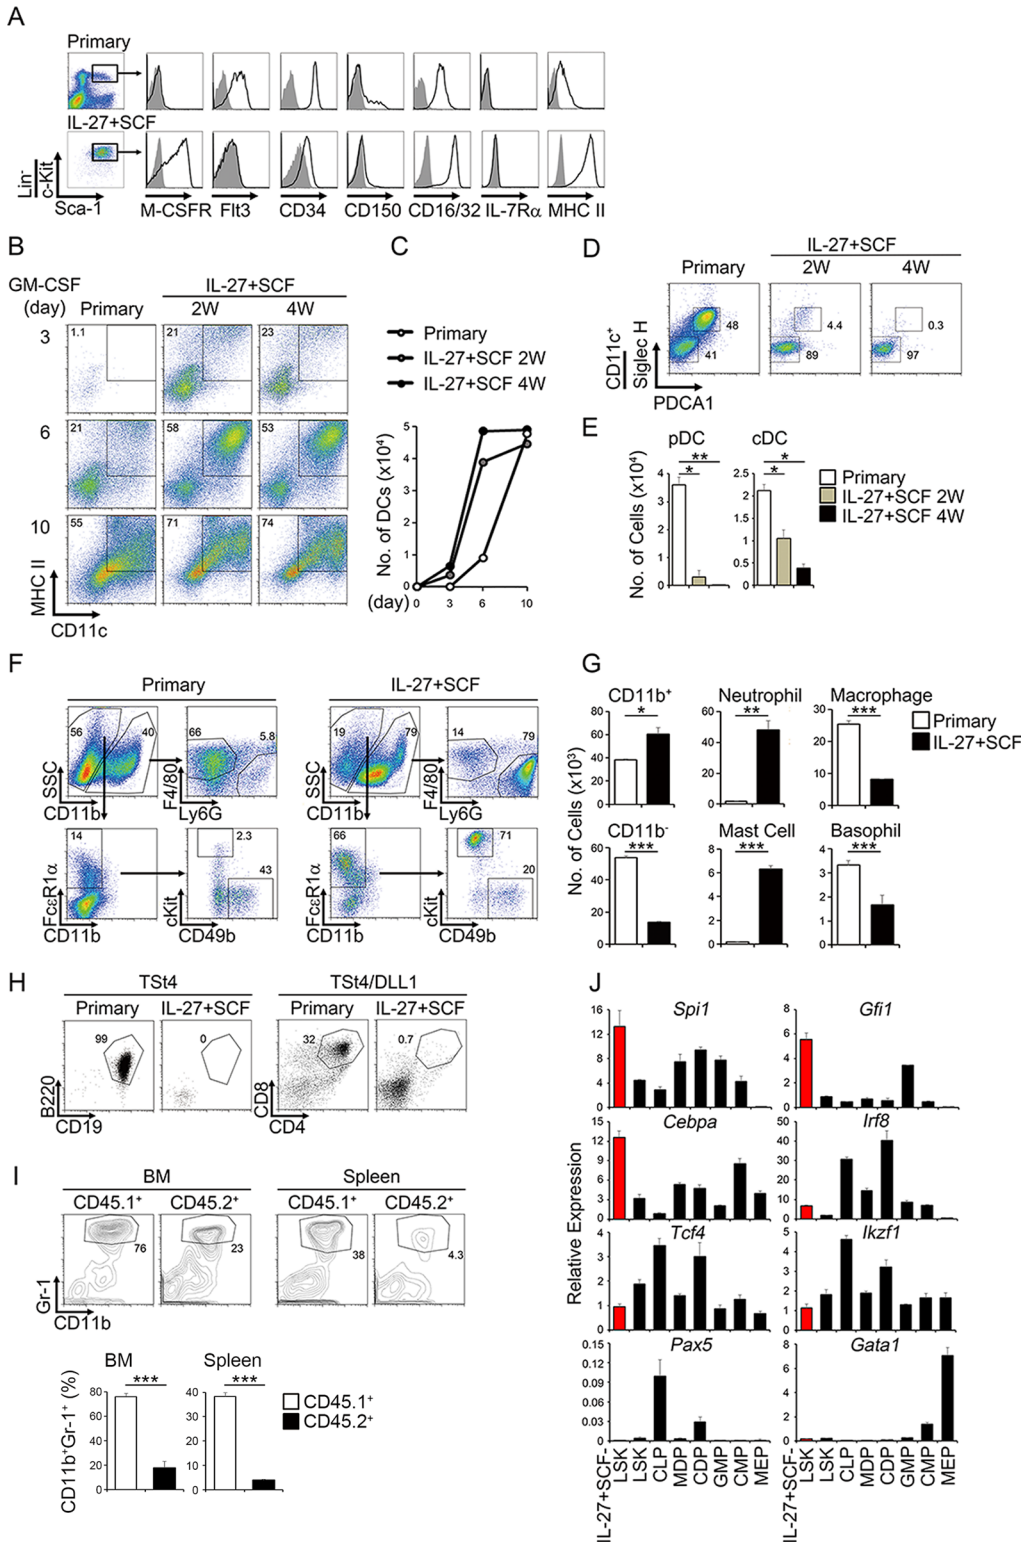 A
Primary
IL-27+SCF
Lin-
c-Kit
Sca-1
M-CSFR Flt3 CD34 CD150 CD16/32 IL-7Rα MHC II
B
GM-CSF
(day)
Primary
IL-27+SCF
2W 4W
3
1.1 21 23
6
21 58 53
10
55 71 74
MHC II
CD11c
C
Primary
IL-27+SCF 2W
IL-27+SCF 4W
No. of DCs (x10⁴)
5
4
3
2
1
0
(day) 0 3 6 10
D
IL-27+SCF
Primary 2W 4W
48 4.4 0.3
41 89 97
CD11c+
Siglec H
PDCA1
E
pDC cDC
** *
* *
No. of Cells (x10⁴)
4
3
2
1
0
2.5
2
1.5
1
0.5
0
Primary
IL-27+SCF 2W
IL-27+SCF 4W
F
Primary IL-27+SCF
56 40 66 5.8
19 79 14 79
SSC
CD11b
F4/80
Ly6G
SSC
CD11b
F4/80
Ly6G
14 2.3 43
66 71 20
FcεR1α
CD11b
cKit
CD49b
FcεR1α
CD11b
cKit
CD49b
G
CD11b+ Neutrophil Macrophage
* ** ***
80
60
40
20
0
60
40
20
0
30
20
10
0
Primary
IL-27+SCF
No. of Cells (x10³)
CD11b- Mast Cell Basophil
*** *** ***
60
40
20
0
8
6
4
2
0
4
3
2
1
0
H
TSt4 TSt4/DLL1
Primary IL-27+SCF Primary IL-27+SCF
99 0 32 0.7
B220
CD19
CD8
CD4
I
BM Spleen
CD45.1+ CD45.2+ CD45.1+ CD45.2+
76 23 38 4.3
Gr-1
CD11b
BM Spleen
*** ***
CD11b+Gr-1+ (%)
80
60
40
20
0
40
30
20
10
0
CD45.1+
CD45.2+
J
Relative Expression
Spi1
16
12
8
4
0
Gfi1
8
6
4
2
0
Cebpa
15
12
9
6
3
0
Irf8
50
40
30
20
10
0
Tcf4
4
3
2
1
0
Ikzf1
5
4
3
2
1
0
Pax5
0.15
0.12
0.09
0.06
0.03
0
Gata1
8
6
4
2
0
IL-27+SCF-LSK LSK CLP MDP CDP GMP CMP MEP
IL-27+SCF-LSK LSK CLP MDP CDP GMP CMP MEP